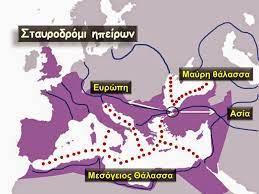 Σταυροδρόμι ηπείρων
Μαύρη θάλασσα
Ευρώπη
Ασία
Μεσόγειος Θάλασσα